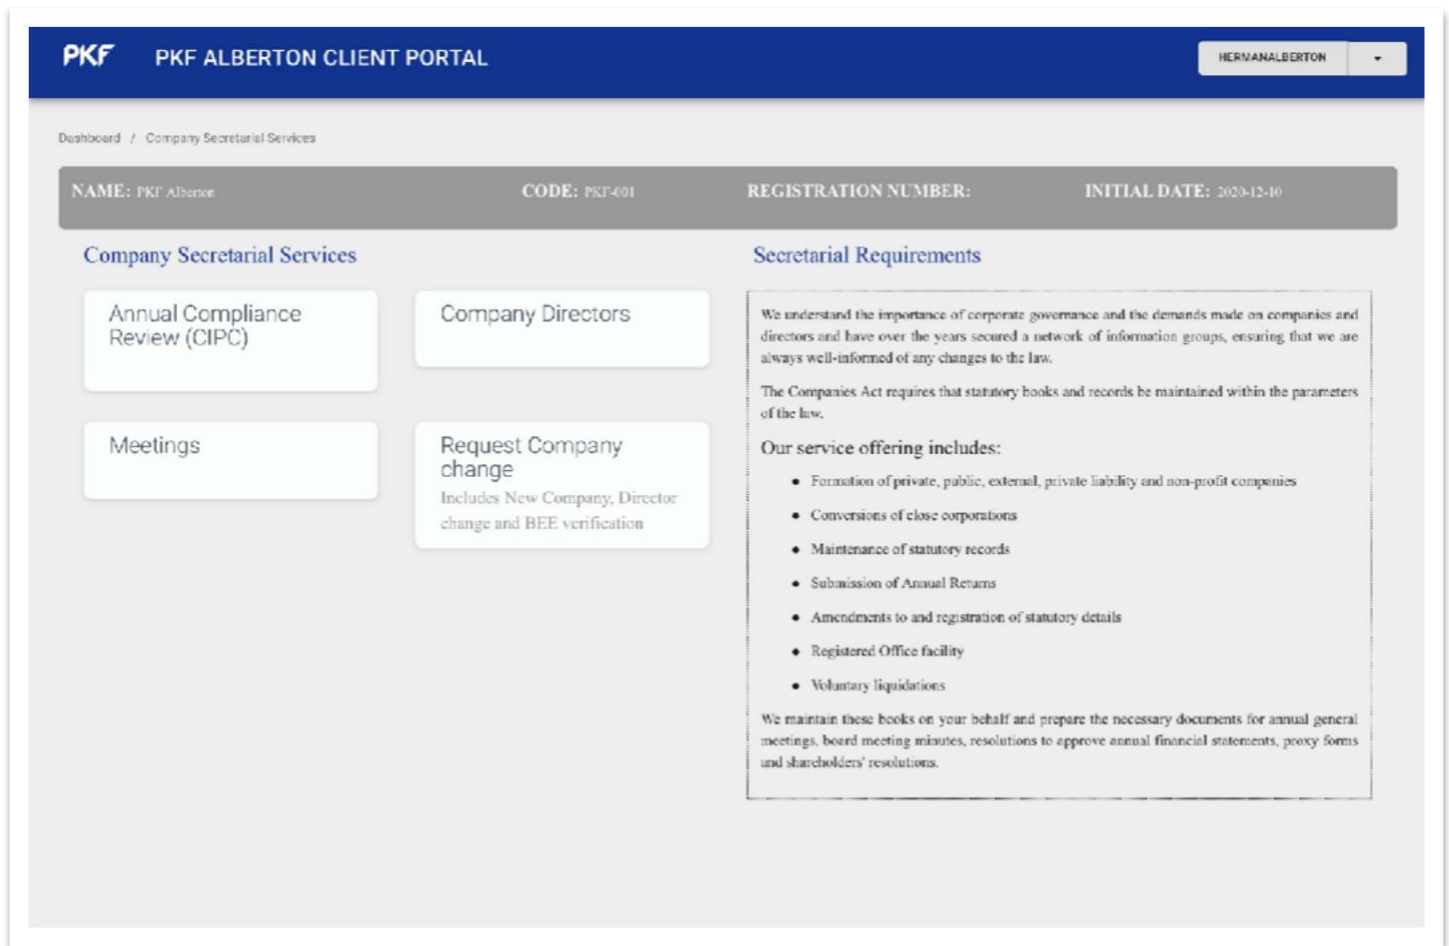 PKF
PKF ALBERTON CLIENT PORTAL
HERMANALBERTON
Dashboard / Company Secretarial Services
NAME: PKF Alberton
CODE: PKF-001
REGISTRATION NUMBER:
INITIAL DATE: 2020-12-10
Company Secretarial Services
Annual Compliance
Review (CIPC)
Company Directors
Meetings
Request Company
change
Includes New Company, Director
change and BEE verification
Secretarial Requirements
We understand the importance of corporate governance and the demands made on companies and
directors and have over the years secured a network of information groups, ensuring that we are
always well-informed of any changes to the law.
The Companies Act requires that statutory books and records be maintained within the parameters
of the law.
Our service offering includes:
● Formation of private, public, external, private liability and non-profit companies
● Conversions of close corporations
● Maintenance of statutory records
● Submission of Annual Returns
● Amendments to and registration of statutory details
● Registered Office facility
● Voluntary liquidations
We maintain these books on your behalf and prepare the necessary documents for annual general
meetings, board meeting minutes, resolutions to approve annual financial statements, proxy forms
and shareholders' resolutions.